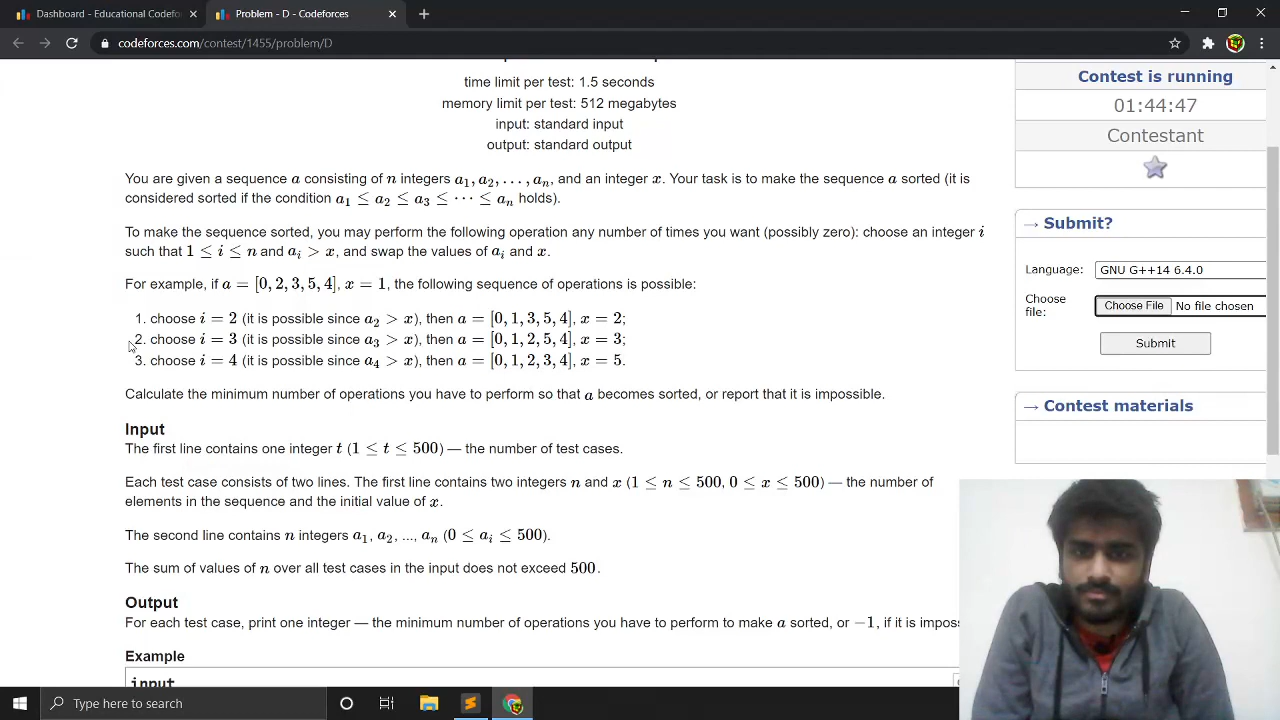 Dashboard - Educational Codefor
Problem - D - Codeforces
codeforces.com/contest/1455/problem/D
time limit per test: 1.5 seconds
memory limit per test: 512 megabytes
input: standard input
output: standard output
You are given a sequence a consisting of n integers a₁, a₂, …, aₙ, and an integer x. Your task is to make the sequence a sorted (it is
considered sorted if the condition a₁ ≤ a₂ ≤ a₃ ≤ ⋯ ≤ aₙ holds).
To make the sequence sorted, you may perform the following operation any number of times you want (possibly zero): choose an integer i
such that 1 ≤ i ≤ n and aᵢ > x, and swap the values of aᵢ and x.
For example, if a = [0, 2, 3, 5, 4], x = 1, the following sequence of operations is possible:
1. choose i = 2 (it is possible since a₂ > x), then a = [0, 1, 3, 5, 4], x = 2;
2. choose i = 3 (it is possible since a₃ > x), then a = [0, 1, 2, 5, 4], x = 3;
3. choose i = 4 (it is possible since a₄ > x), then a = [0, 1, 2, 3, 4], x = 5.
Calculate the minimum number of operations you have to perform so that a becomes sorted, or report that it is impossible.
Input
The first line contains one integer t (1 ≤ t ≤ 500) — the number of test cases.
Each test case consists of two lines. The first line contains two integers n and x (1 ≤ n ≤ 500, 0 ≤ x ≤ 500) — the number of
elements in the sequence and the initial value of x.
The second line contains n integers a₁, a₂, ..., aₙ (0 ≤ aᵢ ≤ 500).
The sum of values of n over all test cases in the input does not exceed 500.
Output
For each test case, print one integer — the minimum number of operations you have to perform to make a sorted, or −1, if it is impos
Example
input
Contest is running
01:44:47
Contestant
→ Submit?
Language:
GNU G++14 6.4.0
Choose
file:
Choose File No file chosen
Submit
→ Contest materials
Type here to search